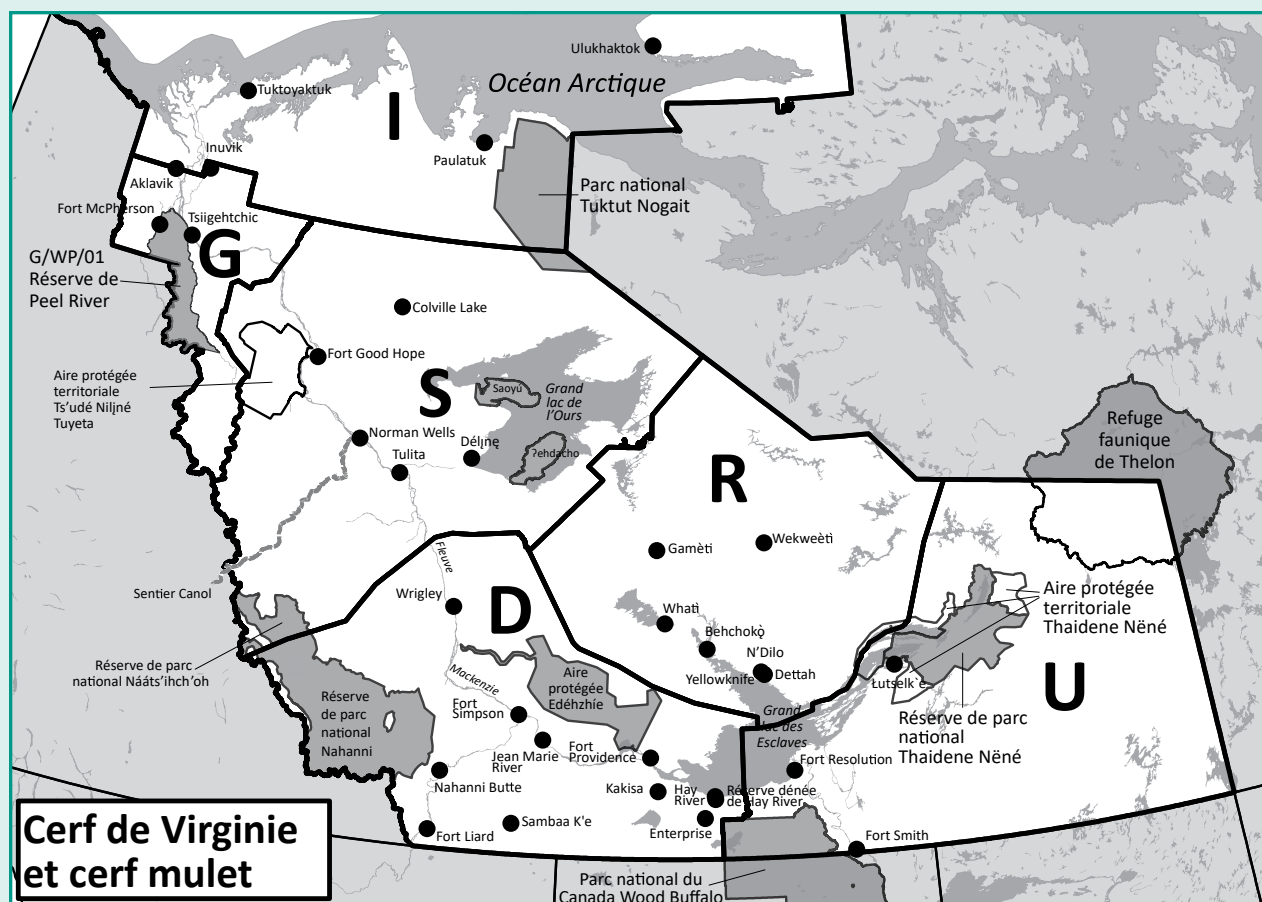 Ulukhaktok
Océan Arctique
Tuktoyaktuk
I
Inuvik
Paulatuk
Aklavik
Parc national
Tuktut Nogait
Fort McPherson
Tsiigehtchic
G
G/WP/01
Réserve de
Peel River
Colville Lake
Fort Good Hope
Aire protégée
territoriale
Ts'udé Nilįné
Tuyeta
S
Saoyú
Grand
lac de
l'Ours
Refuge
faunique
de Thelon
Norman Wells
Délįnę
Tulita
ʔehdacho
R
Gamètì
Wekweètì
Fleuve
Sentier Canol
Wrigley
D
Aire protégée
territoriale
Thaidene Nëné
Whatì
Behchokǫ̀
N'Dilo
Yellowknife
Dettah
Łutselk`e
U
Réserve de parc
national Nááts'ihch'oh
Mackenzie
Aire
protégée
Edéhzhíe
Réserve
de parc
national
Nahanni
Fort
Simpson
Grand
lac des
Esclaves
Réserve de parc
national
Thaidene Nëné
Jean Marie
River
Fort
Providence
Fort Resolution
Nahanni Butte
Kakisa
Hay
River
Réserve dénée
de Hay River
Cerf de Virginie
et cerf mulet
Fort Liard
Sambaa K'e
Enterprise
Fort Smith
Parc national du
Canada Wood Buffalo